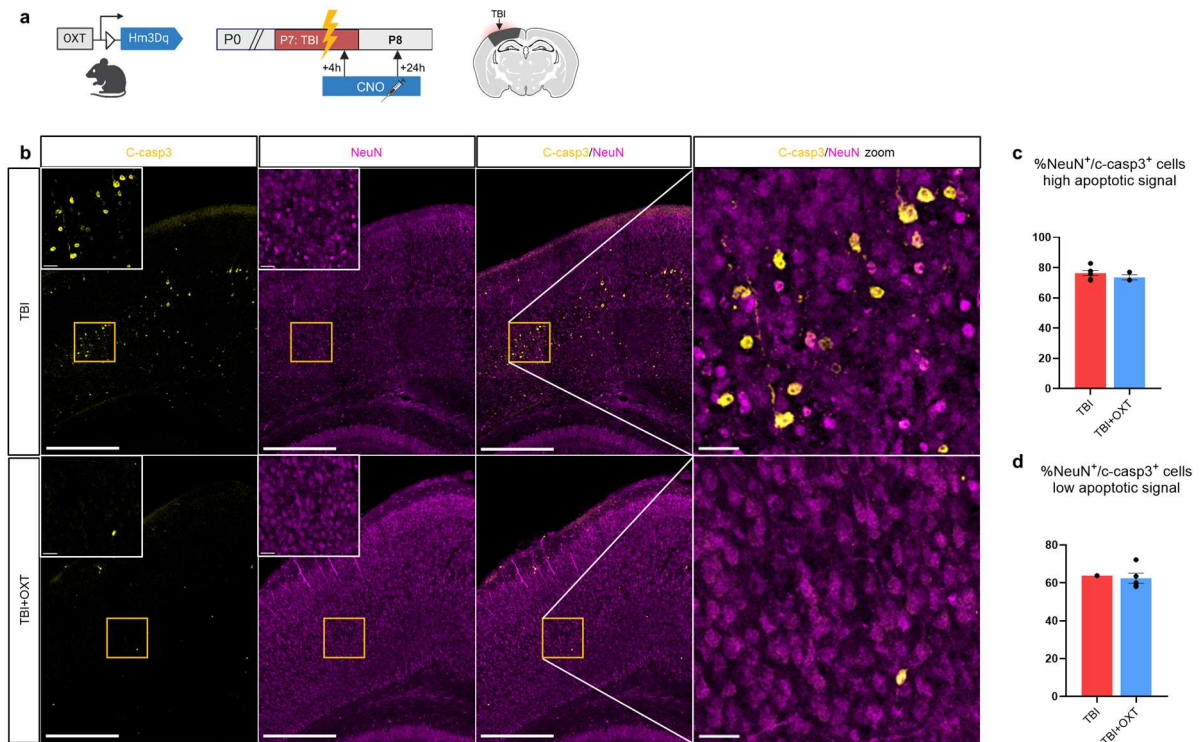 a
OXT
Hm3Dq
P0
P7: TBI
P8
+4h
+24h
CNO
TBI
b
C-casp3
NeuN
C-casp3/NeuN
C-casp3/NeuN zoom
TBI
TBI+OXT
c
%NeuN⁺/c-casp3⁺ cells
high apoptotic signal
100
80
60
40
20
0
TBI
TBI+OXT
d
%NeuN⁺/c-casp3⁺ cells
low apoptotic signal
80
60
40
20
0
TBI
TBI+OXT